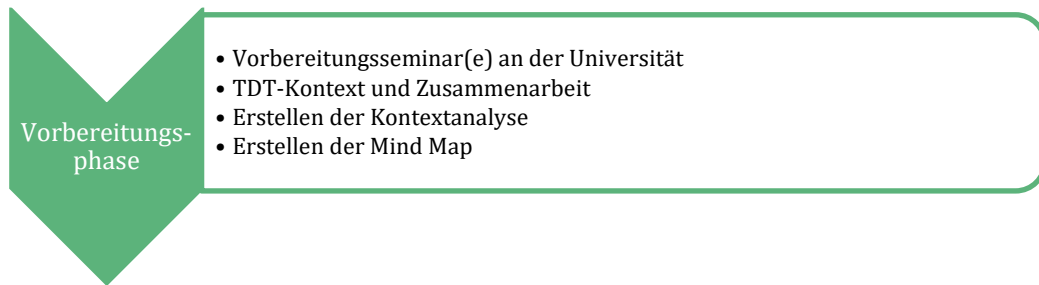 Vorbereitungs-
phase
• Vorbereitungsseminar(e) an der Universität
• TDT-Kontext und Zusammenarbeit
• Erstellen der Kontextanalyse
• Erstellen der Mind Map